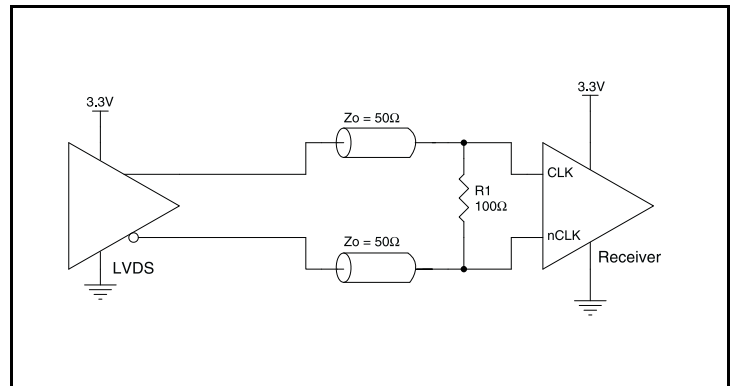 3.3V
3.3V
Zo = 50Ω
CLK
R1
100Ω
nCLK
Zo = 50Ω
Receiver
LVDS